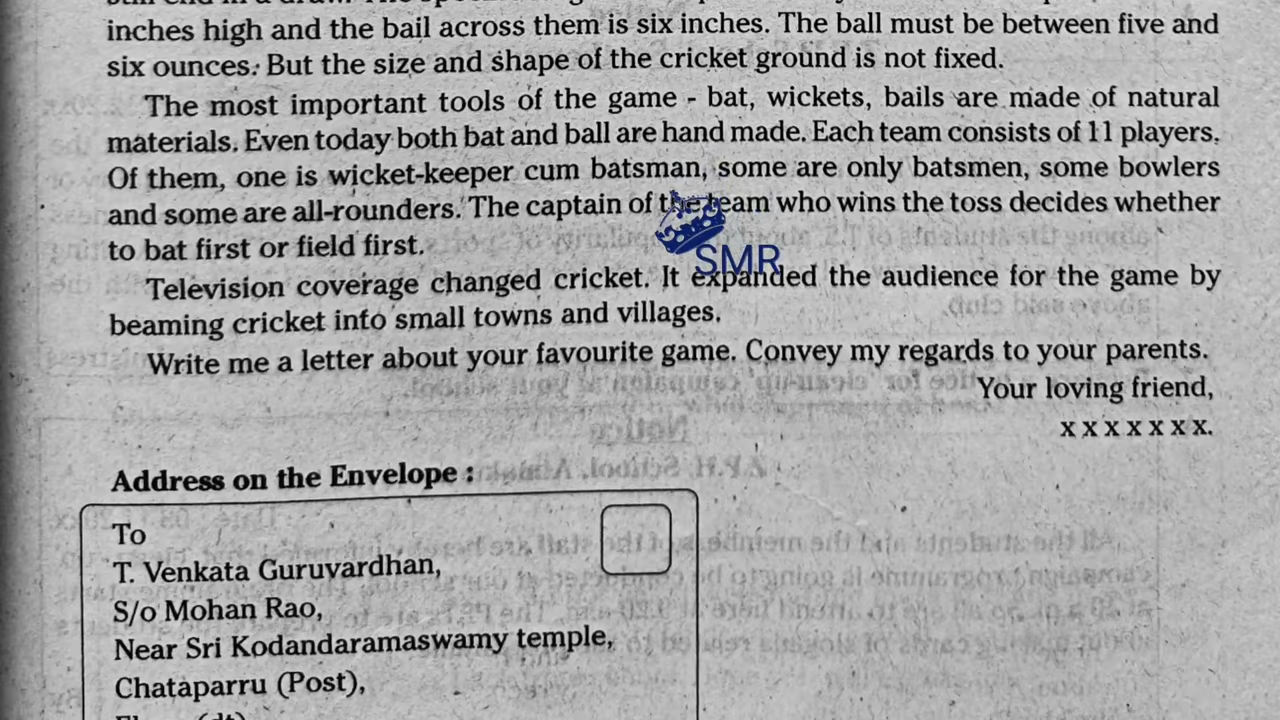 inches high and the bail across them is six inches. The ball must be between five and
six ounces. But the size and shape of the cricket ground is not fixed.
The most important tools of the game - bat, wickets, bails are made of natural
materials. Even today both bat and ball are hand made. Each team consists of 11 players.
Of them, one is wicket-keeper cum batsman, some are only batsmen, some bowlers
and some are all-rounders. The captain of the team who wins the toss decides whether
to bat first or field first.
SMR
Television coverage changed cricket. It expanded the audience for the game by
beaming cricket into small towns and villages.
Write me a letter about your favourite game. Convey my regards to your parents.
Your loving friend,
x x x x x x x.
Address on the Envelope :
To
T. Venkata Guruvardhan,
S/o Mohan Rao,
Near Sri Kodandaramaswamy temple,
Chataparru (Post),